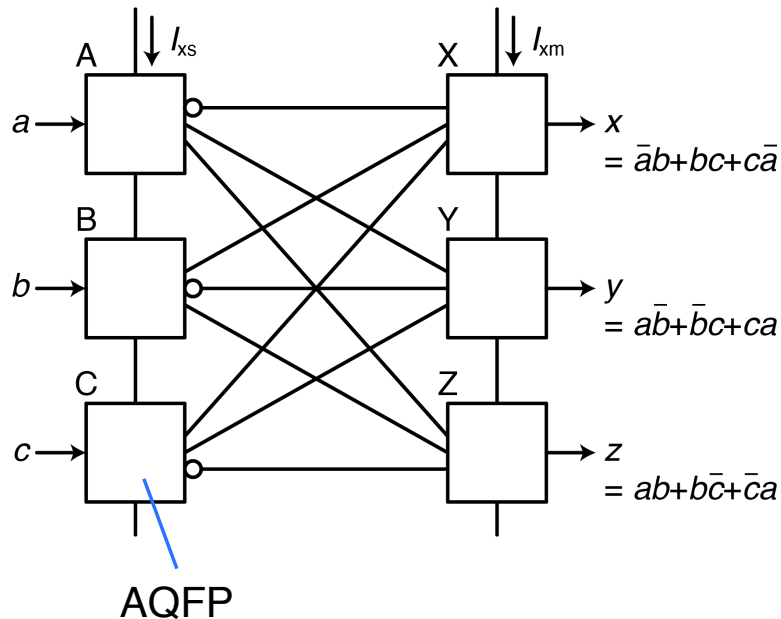 A
I_xs
X
I_xm
a
x
= āb+bc+cā
B
Y
b
y
= ab̄+b̄c+ca
C
Z
c
z
= ab+bc̄+c̄a
AQFP